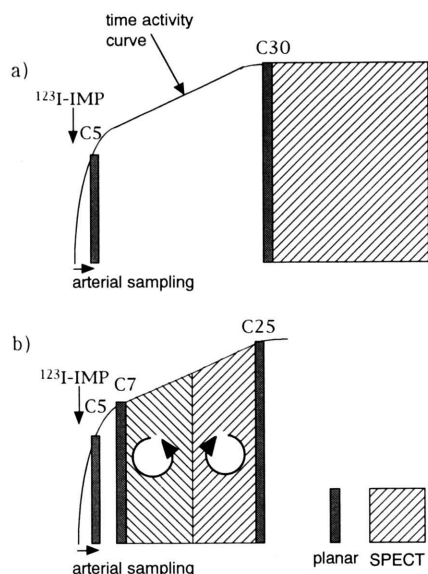 time activity
curve
a)
C30
¹²³I-IMP
C5
arterial sampling
b)
C25
¹²³I-IMP
C7
C5
planar
SPECT
arterial sampling